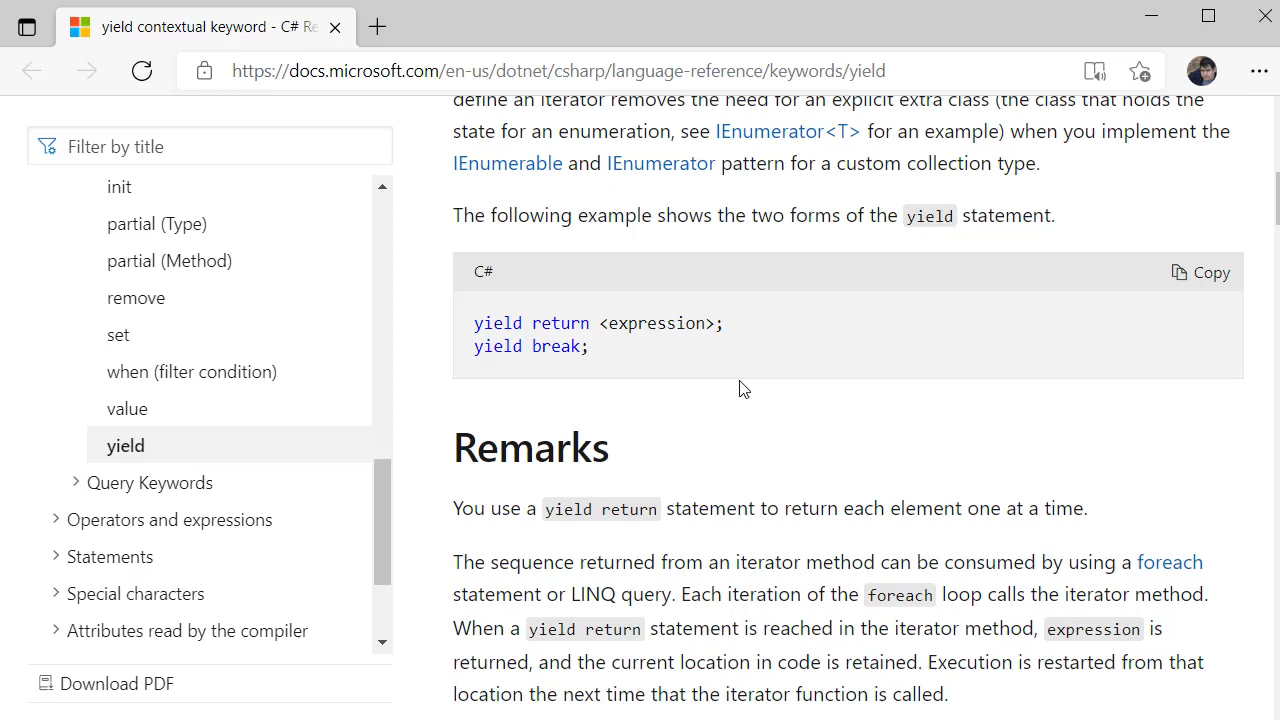 yield contextual keyword - C# Re
https://docs.microsoft.com/en-us/dotnet/csharp/language-reference/keywords/yield
Filter by title
init
partial (Type)
partial (Method)
remove
set
when (filter condition)
value
yield
Query Keywords
Operators and expressions
Statements
Special characters
Attributes read by the compiler
Download PDF
define an iterator removes the need for an explicit extra class (the class that holds the
state for an enumeration, see IEnumerator<T> for an example) when you implement the
IEnumerable and IEnumerator pattern for a custom collection type.
The following example shows the two forms of the yield statement.
C#
Copy
yield return <expression>;
yield break;
Remarks
You use a yield return statement to return each element one at a time.
The sequence returned from an iterator method can be consumed by using a foreach
statement or LINQ query. Each iteration of the foreach loop calls the iterator method.
When a yield return statement is reached in the iterator method, expression is
returned, and the current location in code is retained. Execution is restarted from that
location the next time that the iterator function is called.